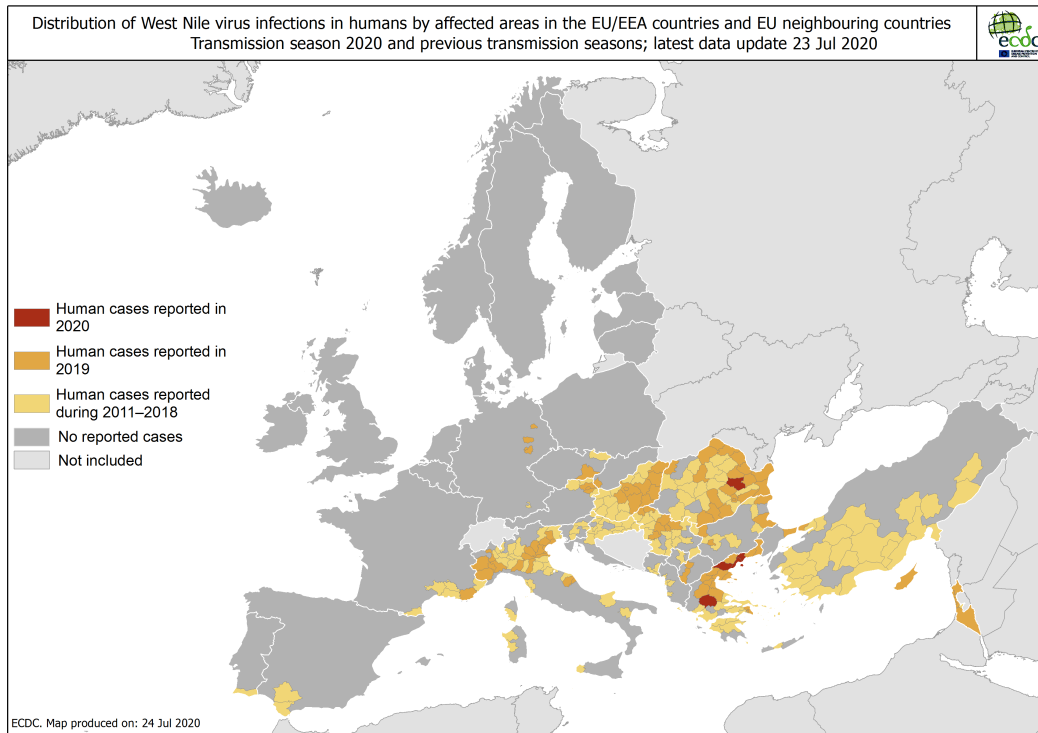 Distribution of West Nile virus infections in humans by affected areas in the EU/EEA countries and EU neighbouring countries
Transmission season 2020 and previous transmission seasons; latest data update 23 Jul 2020
ecdc
Human cases reported in
2020
Human cases reported in
2019
Human cases reported
during 2011–2018
No reported cases
Not included
ECDC. Map produced on: 24 Jul 2020